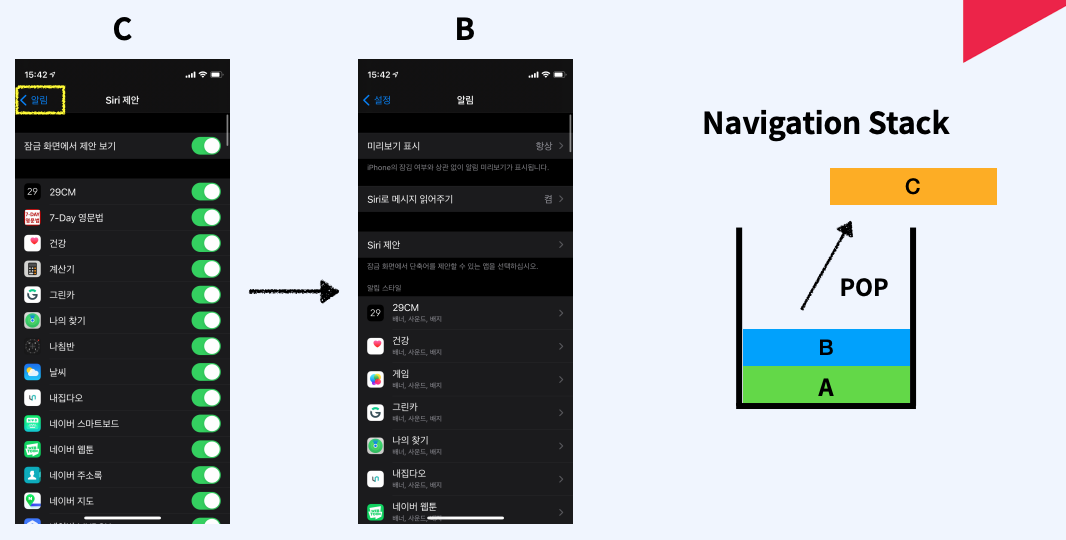 C
15:42
알림
Siri 제안
잠금 화면에서 제안 보기
29
29CM
7-DAY
영문법
7-Day 영문법
건강
계산기
그린카
나의 찾기
나침반
날씨
내집다오
네이버 스마트보드
네이버 웹툰
네이버 주소록
네이버 지도
B
15:42
설정
알림
미리보기 표시
항상
iPhone의 잠김 여부와 상관 없이 알림 미리보기가 표시됩니다.
Siri로 메시지 읽어주기
켬
Siri 제안
잠금 화면에서 단축어를 제안할 수 있는 앱을 선택하십시오.
알림 스타일
29
29CM
배너, 사운드, 배지
건강
배너, 사운드, 배지
게임
배너, 사운드, 배지
그린카
배너, 사운드, 배지
나의 찾기
배너, 사운드, 배지
내집다오
배너, 사운드, 배지
네이버 웹툰
배너, 사운드, 배지
Navigation Stack
C
POP
B
A